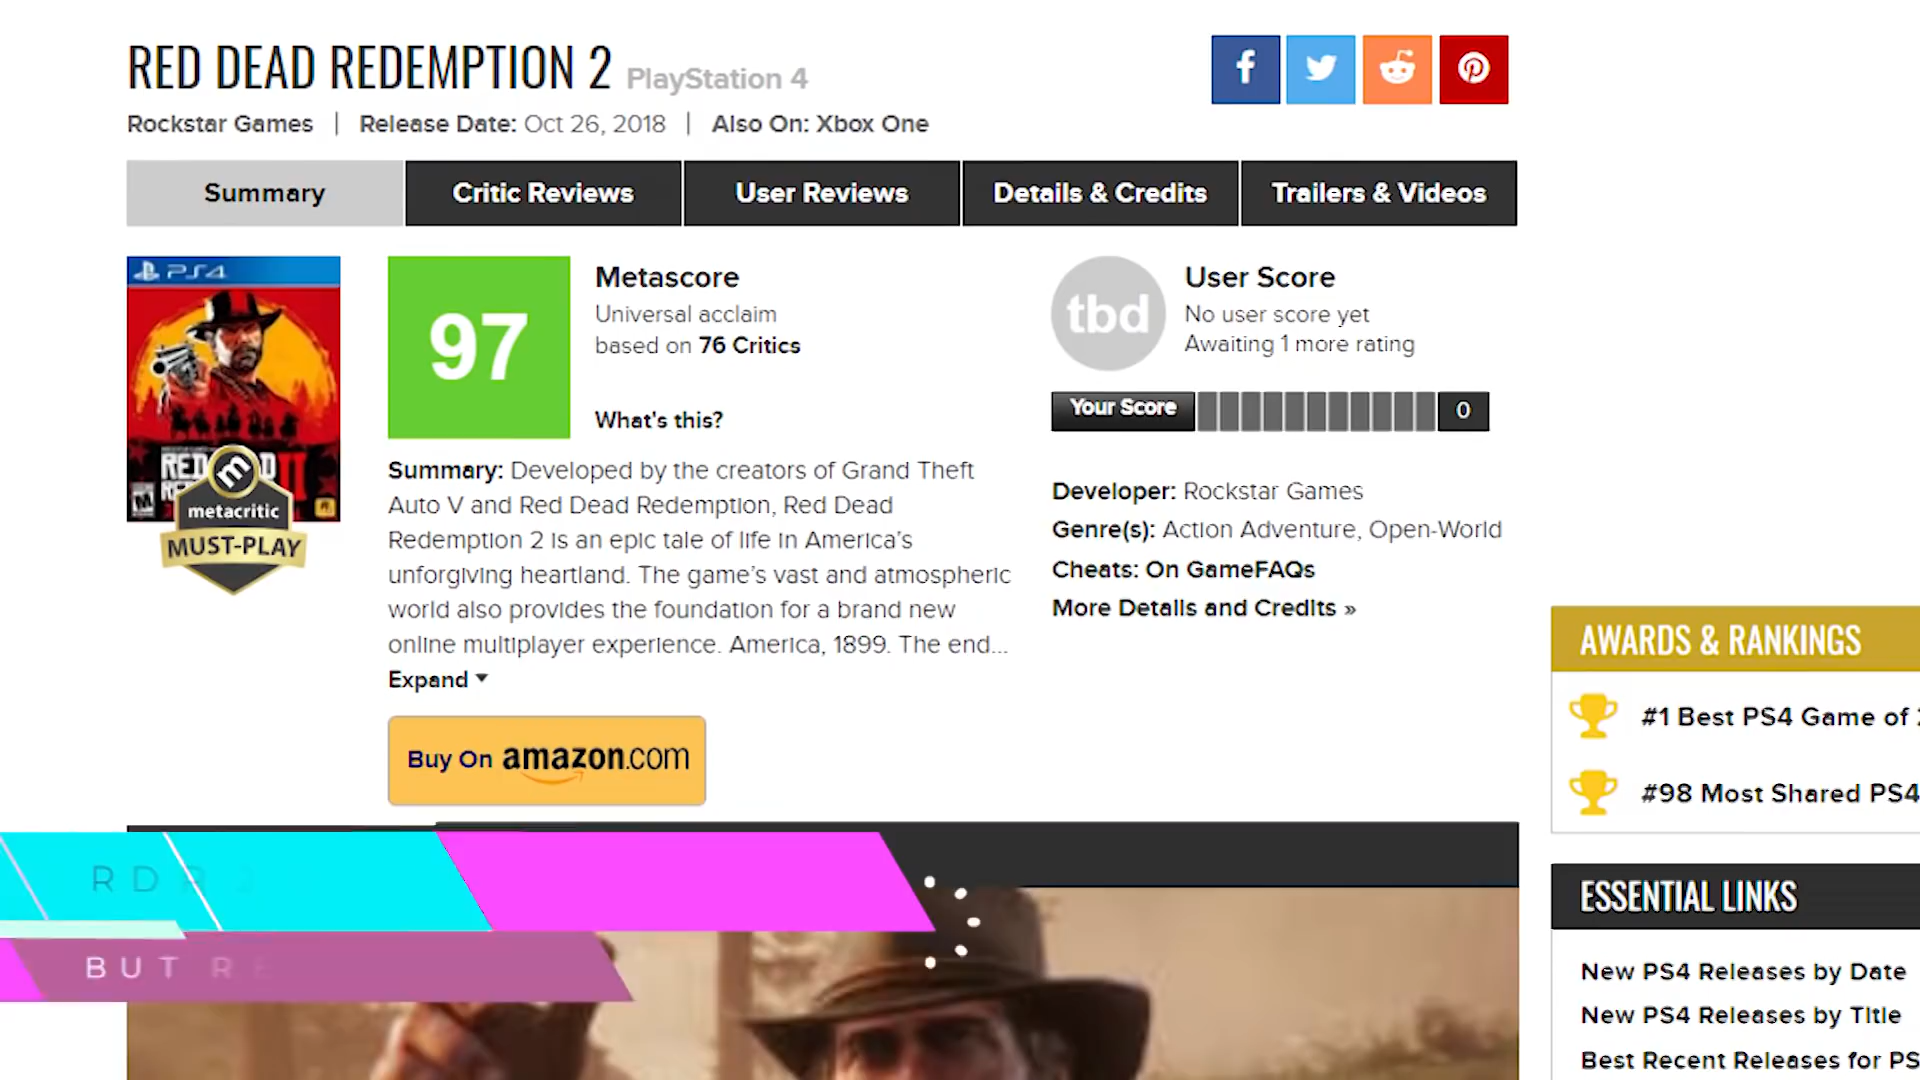 RED DEAD REDEMPTION 2 PlayStation 4
Rockstar Games | Release Date: Oct 26, 2018 | Also On: Xbox One
Summary
Critic Reviews
User Reviews
Details & Credits
Trailers & Videos
PS4
RED DEAD
metacritic
MUST-PLAY
97
Metascore
Universal acclaim
based on 76 Critics
What's this?
tbd
User Score
No user score yet
Awaiting 1 more rating
Your Score
0
Summary: Developed by the creators of Grand Theft
Auto V and Red Dead Redemption, Red Dead
Redemption 2 is an epic tale of life in America's
unforgiving heartland. The game's vast and atmospheric
world also provides the foundation for a brand new
online multiplayer experience. America, 1899. The end...
Expand
Buy On amazon.com
Developer: Rockstar Games
Genre(s): Action Adventure, Open-World
Cheats: On GameFAQs
More Details and Credits »
AWARDS & RANKINGS
#1 Best PS4 Game of
#98 Most Shared PS4
ESSENTIAL LINKS
New PS4 Releases by Date
New PS4 Releases by Title
Best Recent Releases for PS
RD
BUT RE